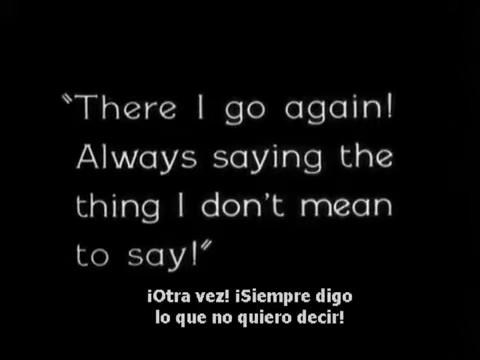 "There I go again!
Always saying the
thing I don't mean
to say!"
¡Otra vez! ¡Siempre digo
lo que no quiero decir!